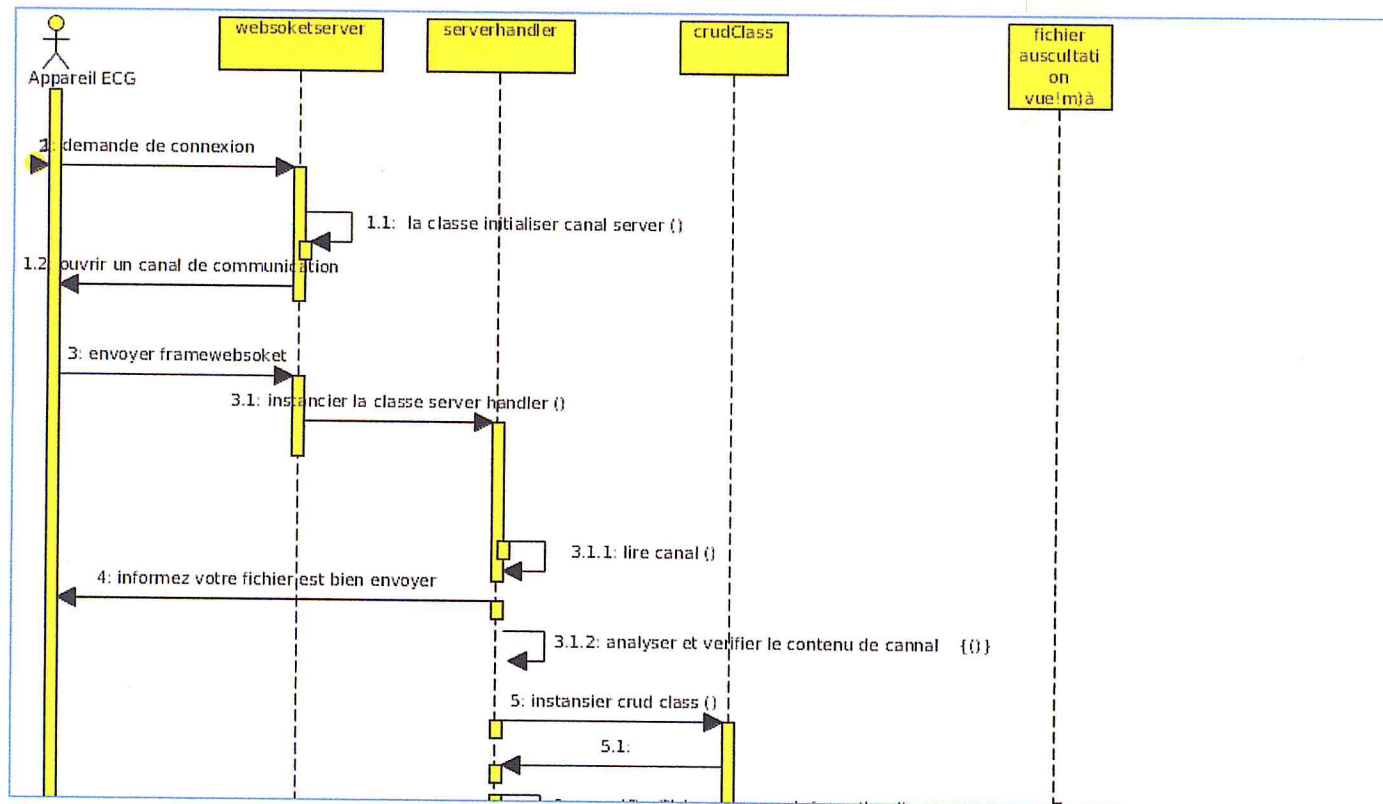 websoketserver
serverhandler
crudClass
fichier
auscultati
on
vue!m)à
Appareil ECG
demande de connexion
1.1: la classe initialiser canal server ()
1.2: ouvrir un canal de communication
3: envoyer framewebsoket
3.1: instancier la classe server handler ()
3.1.1: lire canal ()
4: informez votre fichier est bien envoyer
3.1.2: analyser et verifier le contenu de cannal {()}
5: instansier crud class ()
5.1: